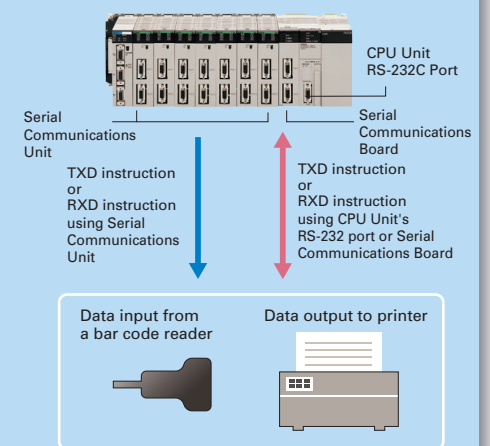 CPU Unit
RS-232C Port
Serial
Communications
Unit
Serial
Communications
Board
TXD instruction
or
RXD instruction
using Serial
Communications
Unit
TXD instruction
or
RXD instruction
using CPU Unit's
RS-232 port or Serial
Communications Board
Data input from
a bar code reader
Data output to printer